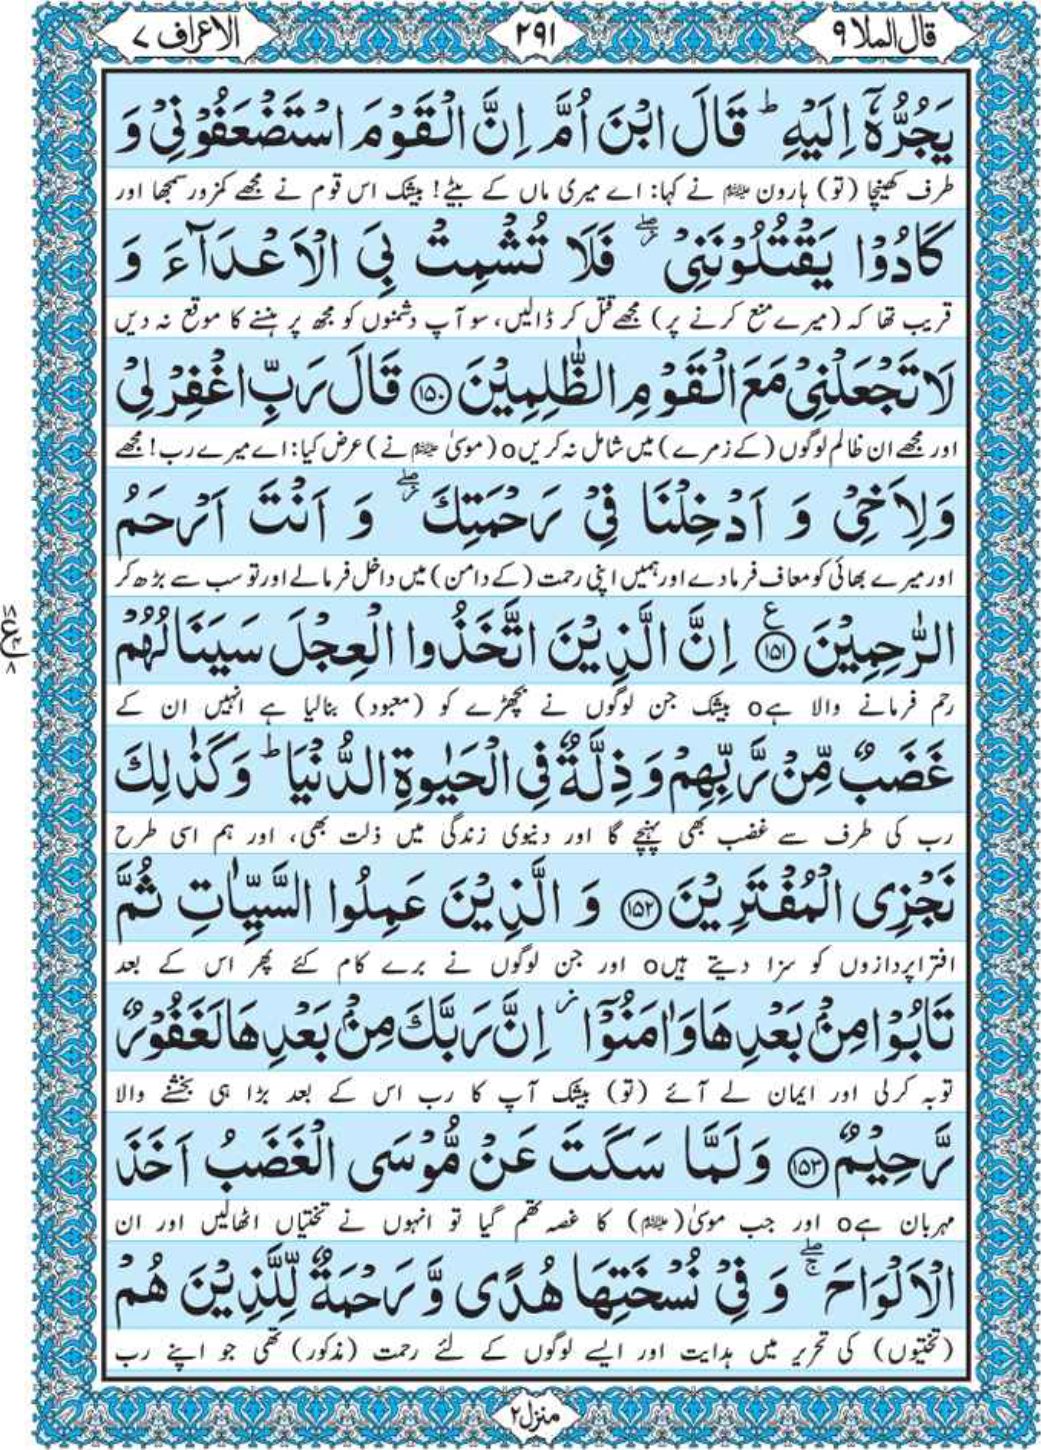 قال الملا ۹
۲۹۱
الاعراف ۷
يَجُرُّهٗۤ اِلَيْهِ ؕ قَالَ ابْنَ اُمَّ اِنَّ الْقَوْمَ اسْتَضْعَفُوْنِيْ وَ
طرف کھینچا (تو) ہارون علیہ السلام نے کہا: اے میری ماں کے بیٹے! بیشک اس قوم نے مجھے کمزور سمجھا اور
كَادُوْا يَقْتُلُوْنَنِيْ ۖ٘ فَلَا تُشْمِتْ بِيَ الْاَعْدَآءَ وَ
قریب تھا کہ (میرے منع کرنے پر) مجھے قتل کر ڈالیں، سو آپ دشمنوں کو مجھ پر ہنسنے کا موقع نہ دیں
لَا تَجْعَلْنِيْ مَعَ الْقَوْمِ الظّٰلِمِيْنَ ﴿۱۵۰﴾ قَالَ رَبِّ اغْفِرْ لِيْ
اور مجھے ان ظالم لوگوں (کے زمرے) میں شامل نہ کریںo (موسیٰ علیہ السلام نے) عرض کیا: اے میرے رب! مجھے
وَلِاَخِيْ وَ اَدْخِلْنَا فِيْ رَحْمَتِكَ ۖ٘ وَ اَنْتَ اَرْحَمُ
اور میرے بھائی کو معاف فرما دے اور ہمیں اپنی رحمت (کے دامن) میں داخل فرما لے اور تو سب سے بڑھ کر
الرّٰحِمِيْنَ ﴿۱۵۱﴾ ع اِنَّ الَّذِيْنَ اتَّخَذُوا الْعِجْلَ سَيَنَالُهُمْ
۱۸ ع ۸
رحم فرمانے والا ہےo بیشک جن لوگوں نے بچھڑے کو (معبود) بنا لیا ہے انہیں ان کے
غَضَبٌ مِّنْ رَّبِّهِمْ وَ ذِلَّةٌ فِي الْحَيٰوةِ الدُّنْيَا ؕ وَ كَذٰلِكَ
رب کی طرف سے غضب بھی پہنچے گا اور دنیوی زندگی میں ذلت بھی، اور ہم اسی طرح
نَجْزِي الْمُفْتَرِيْنَ ﴿۱۵۲﴾ وَ الَّذِيْنَ عَمِلُوا السَّيِّاٰتِ ثُمَّ
افترا پردازوں کو سزا دیتے ہیںo اور جن لوگوں نے برے کام کئے پھر اس کے بعد
تَابُوْا مِنْۢ بَعْدِهَا وَ اٰمَنُوْۤا ؗ اِنَّ رَبَّكَ مِنْۢ بَعْدِهَا لَغَفُوْرٌ
توبہ کرلی اور ایمان لے آئے (تو) بیشک آپ کا رب اس کے بعد بڑا ہی بخشنے والا
رَّحِيْمٌ ﴿۱۵۳﴾ وَ لَمَّا سَكَتَ عَنْ مُّوْسَى الْغَضَبُ اَخَذَ
مہربان ہےo اور جب موسیٰ (علیہ السلام) کا غصہ تھم گیا تو انہوں نے تختیاں اٹھالیں اور ان
الْاَلْوَاحَ ۚۖ وَ فِيْ نُسْخَتِهَا هُدًى وَّ رَحْمَةٌ لِّلَّذِيْنَ هُمْ
(تختیوں) کی تحریر میں ہدایت اور ایسے لوگوں کے لئے رحمت (مذکور) تھی جو اپنے رب
منزل ۲